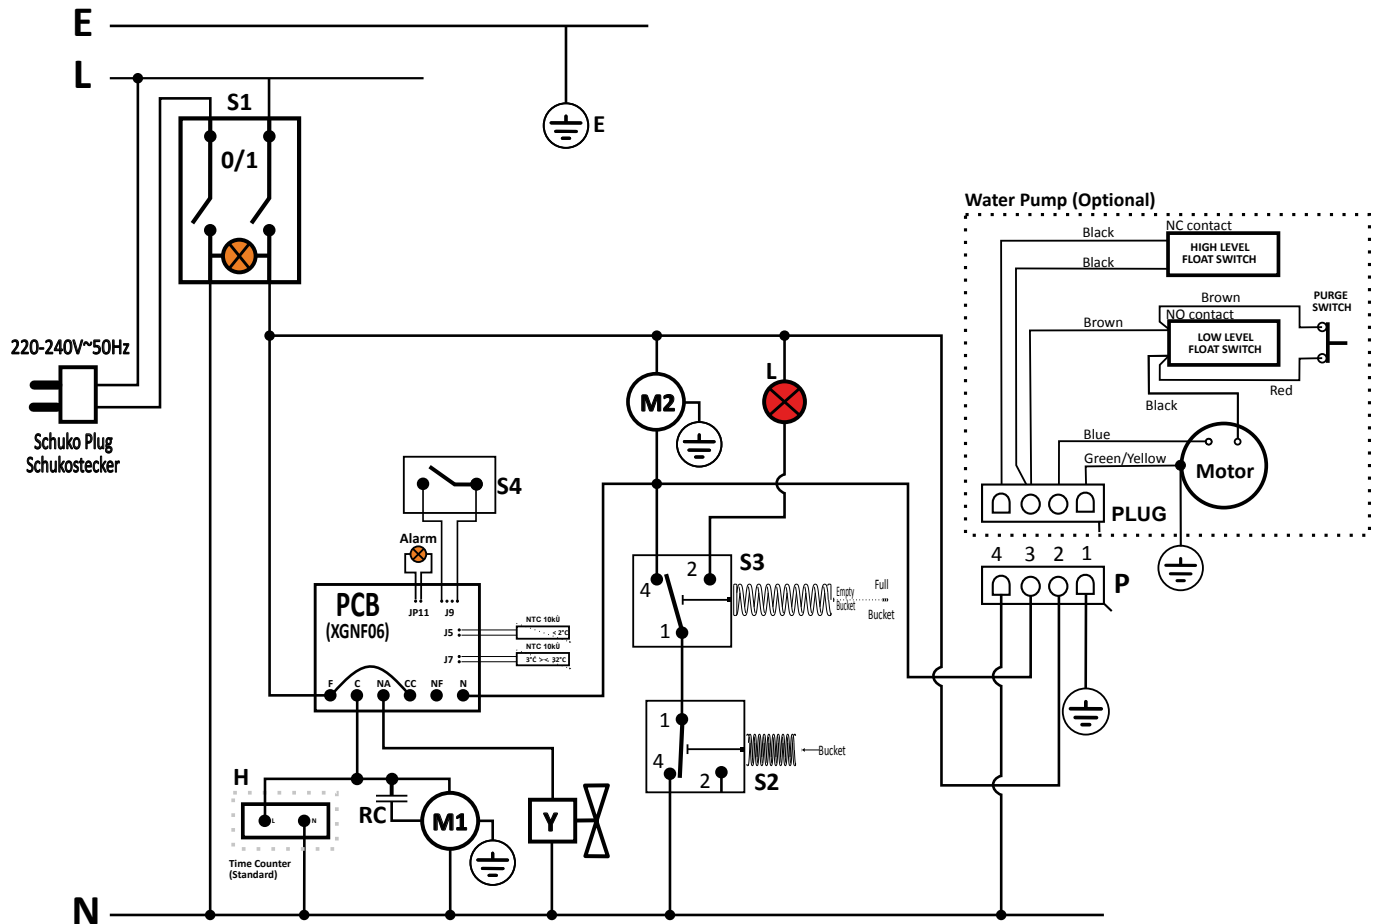 E
L
S1
0/1
E
220-240V~50Hz
Schuko Plug
Schukostecker
Water Pump (Optional)
NC contact
Black
HIGH LEVEL
FLOAT SWITCH
Black
Brown
PURGE
SWITCH
NO contact
Brown
LOW LEVEL
FLOAT SWITCH
Red
Black
Blue
Green/Yellow
Motor
PLUG
4 3 2 1
P
M2
L
S4
Alarm
JP11 J9
PCB
(XGNF06)
J5
NTC 10kÙ
< 2°C
J7
NTC 10kÙ
3°C >< 32°C
F C NA CC NF N
S3
4 2
1
Empty
Bucket
Full
Bucket
1
4
2
S2
Bucket
H
L N
Time Counter
(Standard)
RC
M1
Y
N